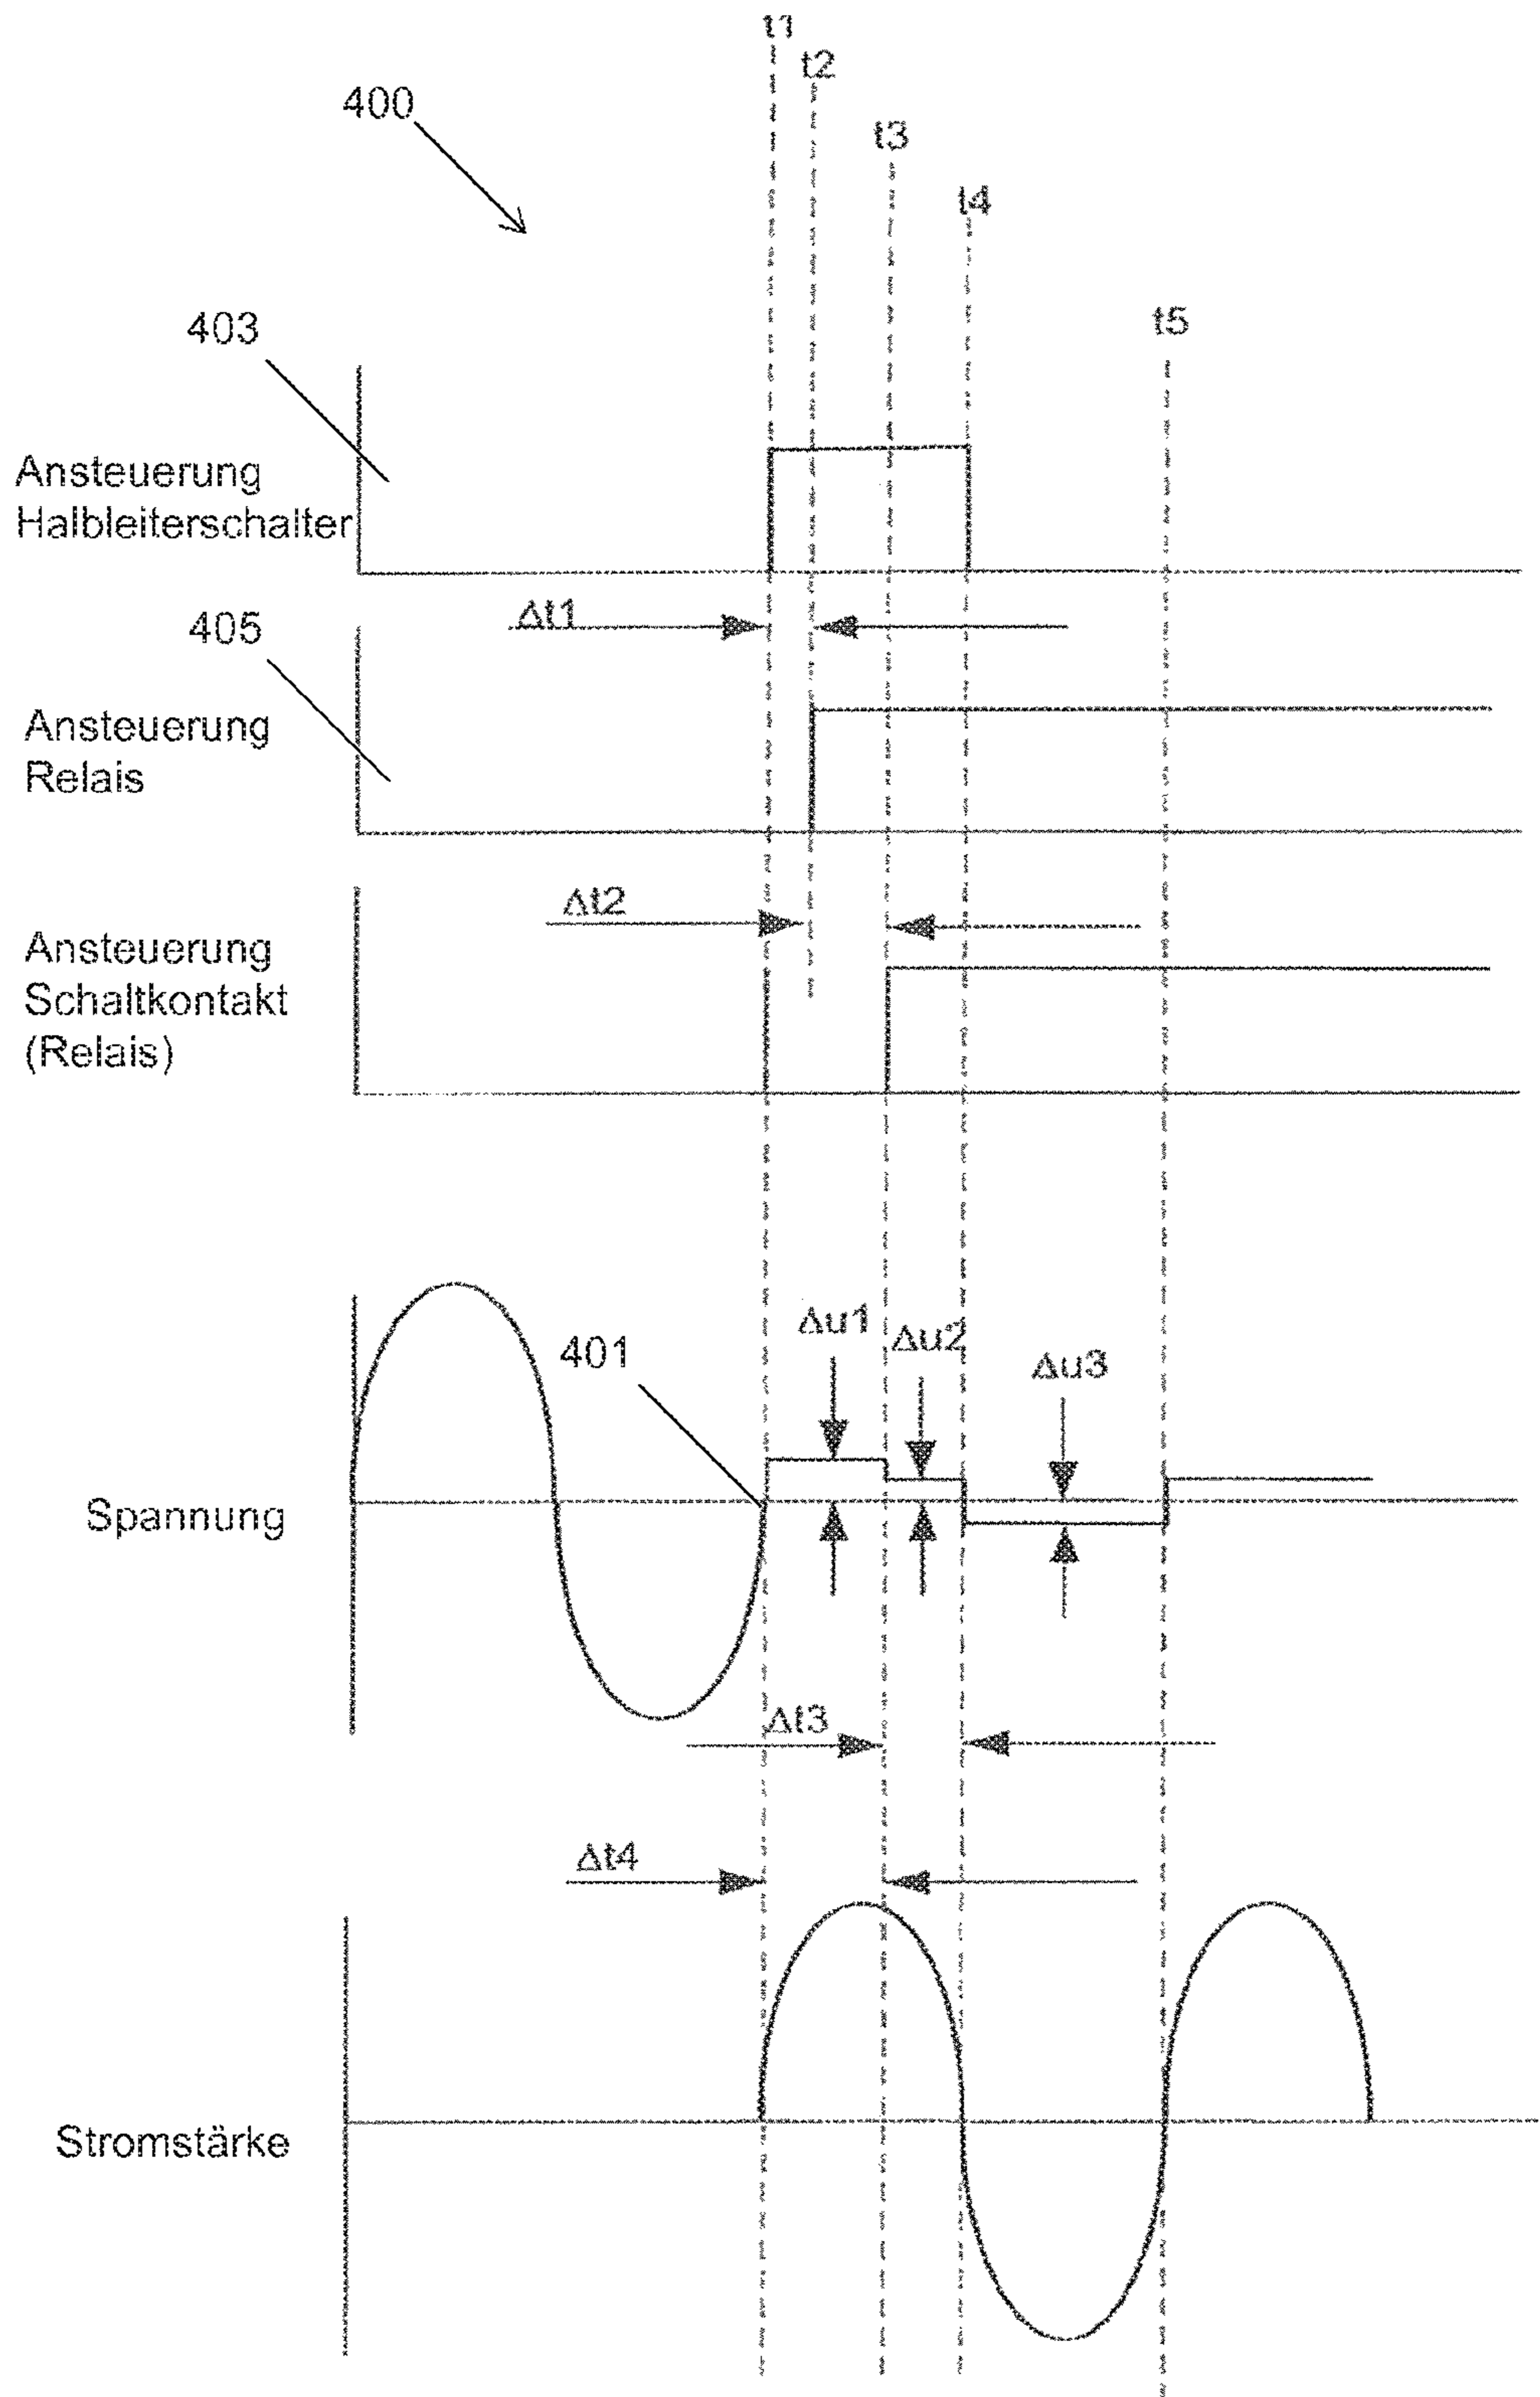 t1
t2
400
t3
t4
403
t5
Ansteuerung
Halbleiterschalter
Δt1
405
Ansteuerung
Relais
Δt2
Ansteuerung
Schaltkontakt
(Relais)
Δu1
Δu2
401
Δu3
Spannung
Δt3
Δt4
Stromstärke